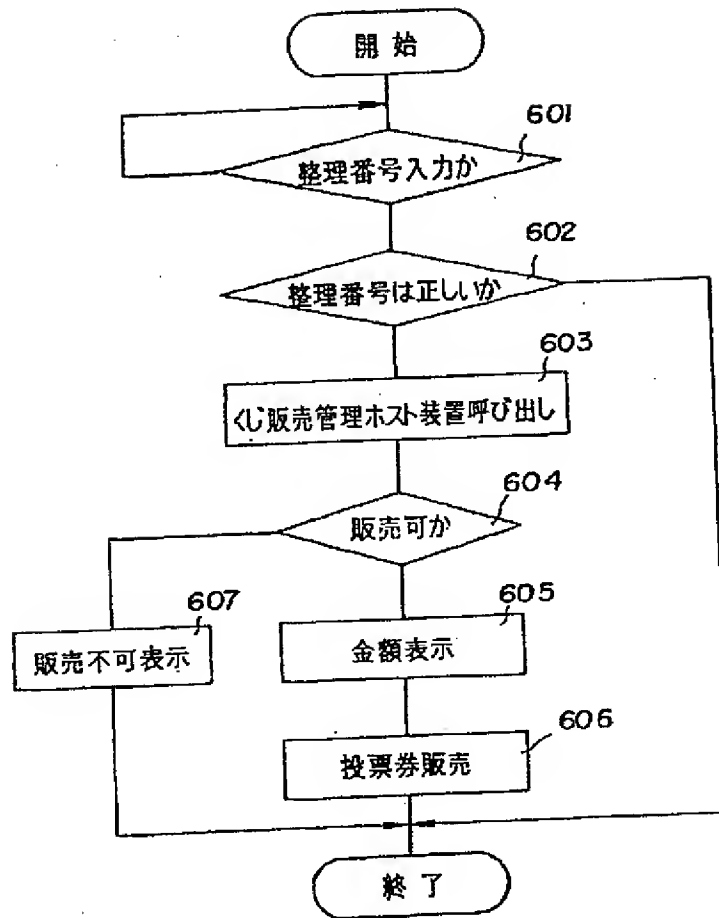 開始
601
整理番号入力か
602
整理番号は正しいか
603
くじ販売管理ホスト装置呼び出し
604
販売可か
605
金額表示
607
販売不可表示
606
投票券販売
終了